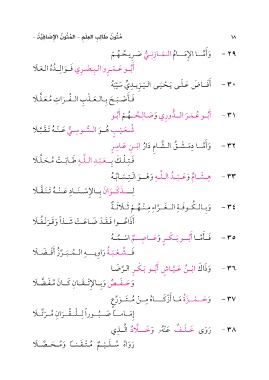 ١٨ مُتُونُ طَالِبِ العِلْمِ - المُتُونُ الإِضَافِيَّةُ -
٢٩ - وَأَمَّا الإِمَامُ المَازِنِيُّ صَرِيحُهُمْ
أَبُو عَمْرٍو البَصْرِي فَوَالِدُهُ العَلَا
٣٠ - أَفَاضَ عَلَى يَحْيَى اليَزِيدِيِّ سَيْبَهُ
فَأَصْبَحَ بِالعَذْبِ الفُرَاتِ مُعَلَّلَا
٣١ - أَبُو عُمَرَ الدُّورِي وَصَالِحُهُمْ أَبُو
شُعَيْبٍ هُوَ السُّوسِيُّ عَنْهُ تَقَبَّلَا
٣٢ - وَأَمَّا دِمَشْقُ الشَّامِ دَارُ ابْنِ عَامِرٍ
فَتِلْكَ بِعَبْدِ اللَّهِ طَابَتْ مُحَلَّلَا
٣٣ - هِشَامٌ وَعَبْدُ اللَّهِ وَهْوَ انْتِسَابُهُ
لِذَكْوَانَ بِالإِسْنَادِ عَنْهُ تَنَقَّلَا
٣٤ - وَبِالكُوفَةِ الغَرَّاءِ مِنْهُمْ ثَلَاثَةٌ
أَذَاعُوا فَقَدْ ضَاعَتْ شَذًا وَقَرَنْفُلَا
٣٥ - فَأَمَّا أَبُو بَكْرٍ وَعَاصِمٌ اسْمُهُ
فَشُعْبَةُ رَاوِيهِ المُبَرِّزُ أَفْضَلَا
٣٦ - وَذَاكَ ابْنُ عَيَّاشٍ أَبُو بَكْرٍ الرِّضَا
وَحَفْصٌ وَبِالإِتْقَانِ كَانَ مُفَضَّلَا
٣٧ - وَحَمْزَةُ مَا أَزْكَاهُ مِنْ مُتَوَرِّعٍ
إِمَامًا صَبُورًا لِلْقُرَانِ مُرَتِّلَا
٣٨ - رَوَى خَلَفٌ عَنْهُ وَخَلَّادٌ الَّذِي
رَوَاهُ سُلَيْمٌ مُتْقَنًا وَمُحَصَّلَا